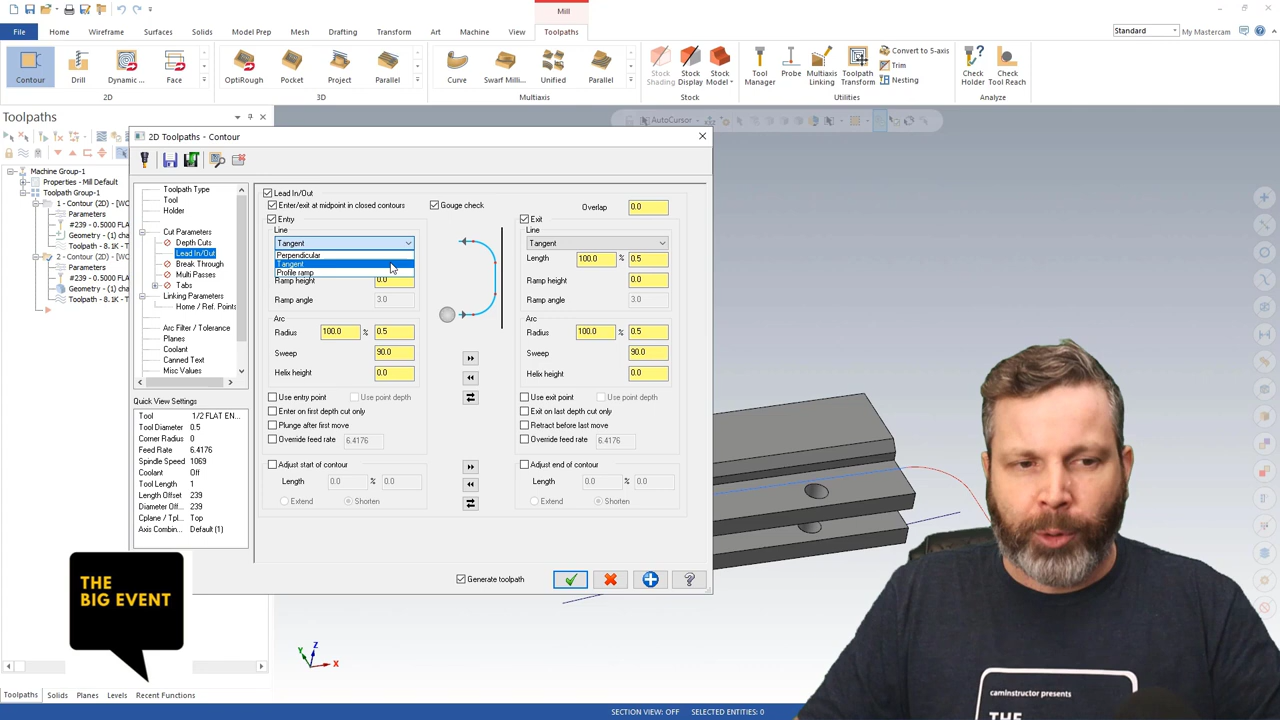 Mill
File Home Wireframe Surfaces Solids Model Prep Mesh Drafting Transform Art Machine View Toolpaths
Standard My Mastercam
Contour Drill Dynamic ... Face OptiRough Pocket Project Parallel Curve Swarf Milli... Unified Parallel Stock Shading Stock Display Stock Model Tool Manager Probe Multiaxis Linking Toolpath Transform Convert to 5-axis Trim Nesting Check Holder Check Tool Reach
2D 3D Multiaxis Stock Utilities Analyze
Toolpaths
AutoCursor
2D Toolpaths - Contour
Machine Group-1
Properties - Mill Default
Toolpath Group-1
1 - Contour (2D) - [WC
Parameters
#239 - 0.5000 FLA
Geometry - (1) chai
Toolpath - 8.1K - M
2 - Contour (2D) - [WC
Parameters
#239 - 0.5000 FLA
Geometry - (1) chai
Toolpath - 8.1K - M
Toolpath Type
Tool
Holder
Cut Parameters
Depth Cuts
Lead In/Out
Break Through
Multi Passes
Tabs
Linking Parameters
Home / Ref. Points
Arc Filter / Tolerance
Planes
Coolant
Canned Text
Misc Values
Quick View Settings
Tool 1/2 FLAT EN...
Tool Diameter 0.5
Corner Radius 0
Feed Rate 6.4176
Spindle Speed 1069
Coolant Off
Tool Length 1
Length Offset 239
Diameter Off... 239
Cplane / Tpl... Top
Axis Combin... Default (1)
Lead In/Out
Enter/exit at midpoint in closed contours Gouge check Overlap 0.0
Entry
Line
Tangent
Perpendicular
Tangent
Profile ramp
Ramp height 0.0
Ramp angle 3.0
Arc
Radius 100.0 % 0.5
Sweep 90.0
Helix height 0.0
Use entry point Use point depth
Enter on first depth cut only
Plunge after first move
Override feed rate 6.4176
Adjust start of contour
Length 0.0 % 0.0
Extend Shorten
Exit
Line
Tangent
Length 100.0 % 0.5
Ramp height 0.0
Ramp angle 3.0
Arc
Radius 100.0 % 0.5
Sweep 90.0
Helix height 0.0
Use exit point Use point depth
Exit on last depth cut only
Retract before last move
Override feed rate 6.4176
Adjust end of contour
Length 0.0 % 0.0
Extend Shorten
Generate toolpath
THE
BIG EVENT
Z
Y
X
camInstructor presents
THE
Toolpaths Solids Planes Levels Recent Functions
SECTION VIEW: OFF SELECTED ENTITIES: 0